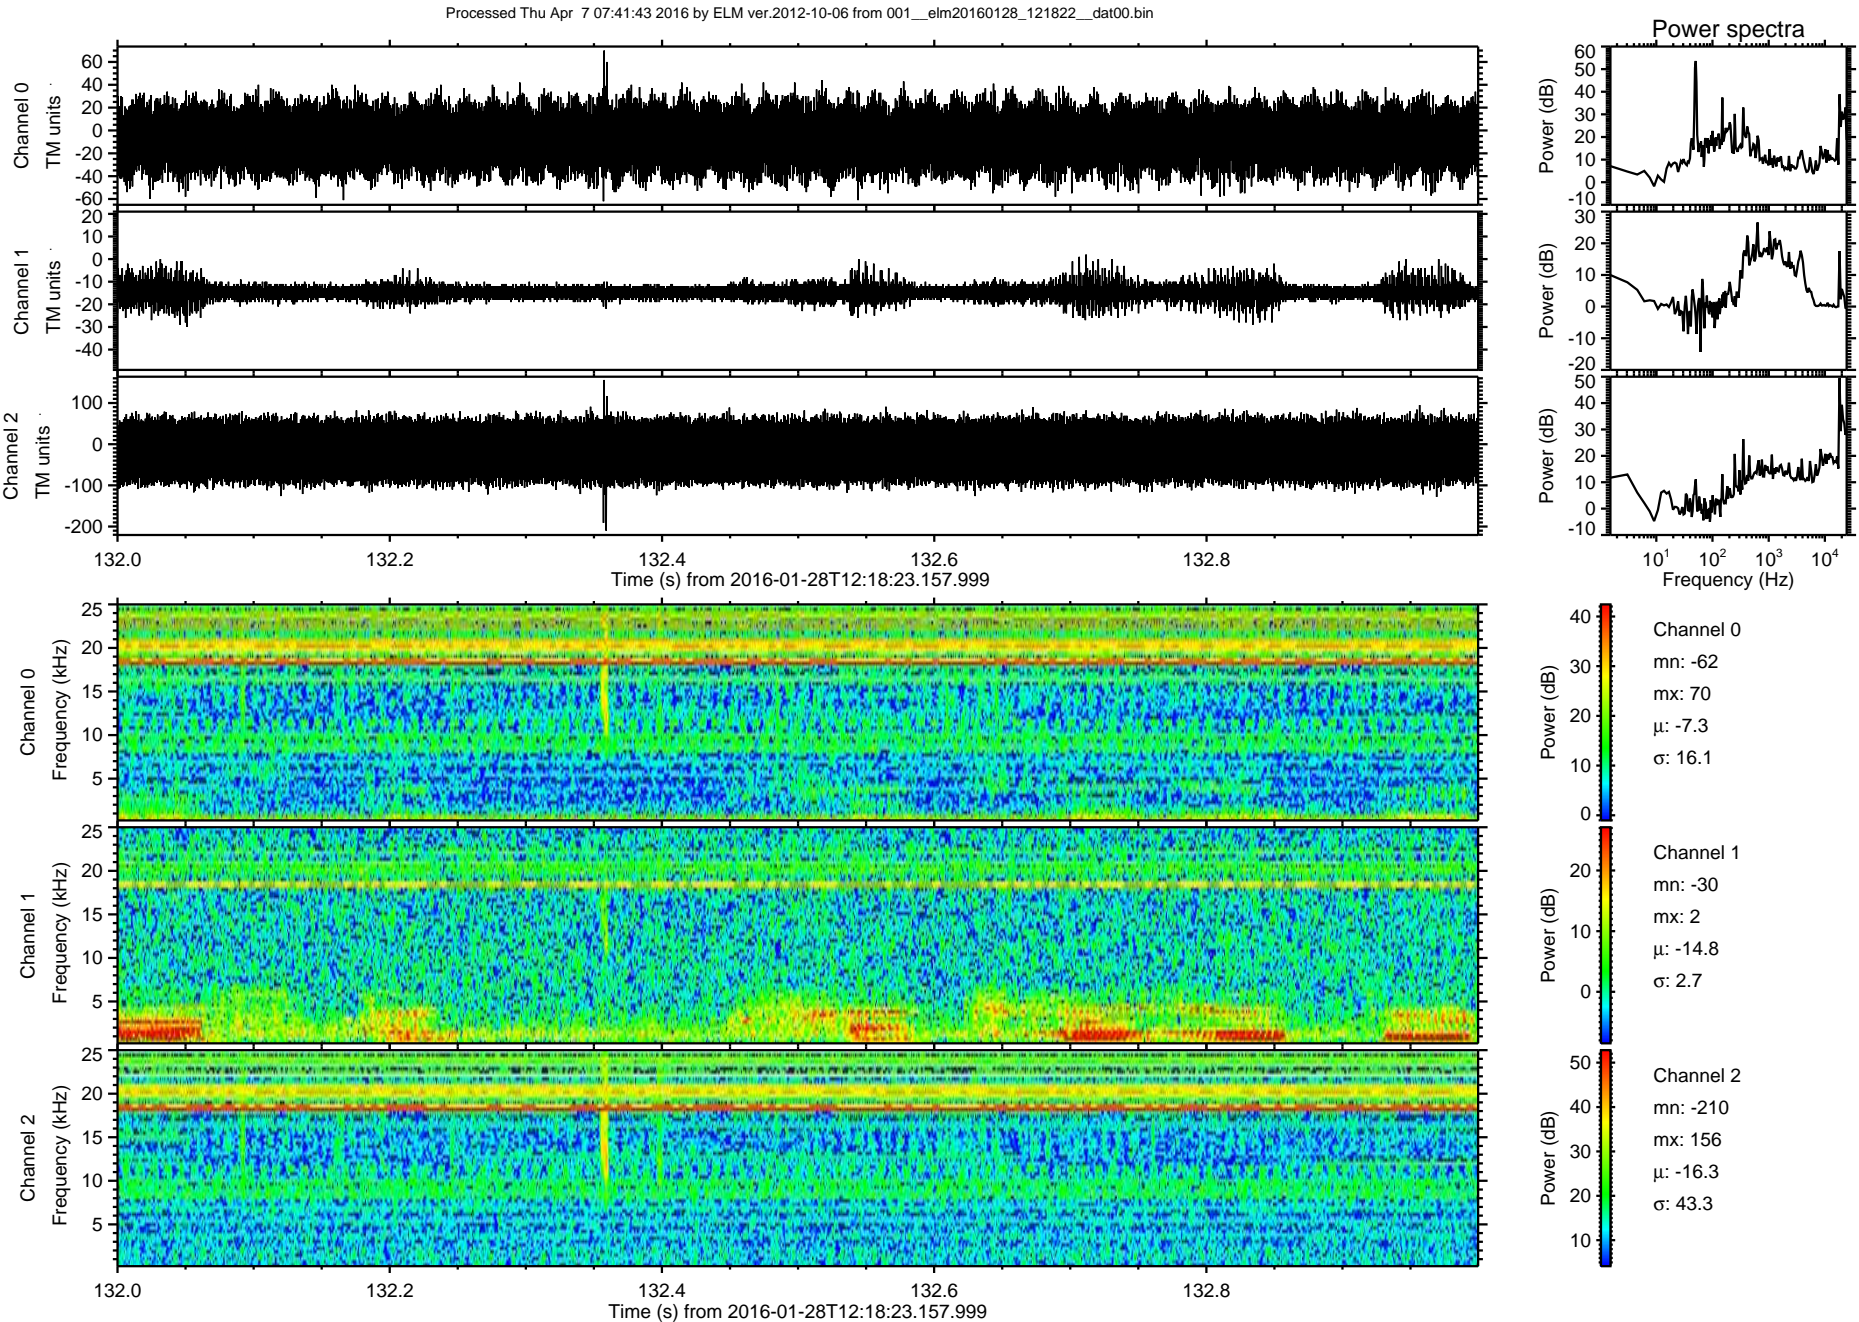 Processed Thu Apr  7 07:41:43 2016 by ELM ver.2012-10-06 from 001__elm20160128_121822__dat00.bin
Power spectra
Channel 0
TM units
60
40
20
0
-20
-40
-60
Power (dB)
60
50
40
30
20
10
0
-10
Channel 1
TM units
20
10
0
-10
-20
-30
-40
Power (dB)
30
20
10
0
-10
-20
Channel 2
TM units
100
0
-100
-200
Power (dB)
50
40
30
20
10
0
-10
132.0 132.2 132.4 132.6 132.8
Time (s) from 2016-01-28T12:18:23.157.999
10¹ 10² 10³ 10⁴
Frequency (Hz)
Channel 0
Frequency (kHz)
25
20
15
10
5
Power (dB)
40
30
20
10
0
Channel 0
mn: -62
mx: 70
μ: -7.3
σ: 16.1
Channel 1
Frequency (kHz)
25
20
15
10
5
Power (dB)
20
10
0
Channel 1
mn: -30
mx: 2
μ: -14.8
σ: 2.7
Channel 2
Frequency (kHz)
25
20
15
10
5
Power (dB)
50
40
30
20
10
Channel 2
mn: -210
mx: 156
μ: -16.3
σ: 43.3
132.0 132.2 132.4 132.6 132.8
Time (s) from 2016-01-28T12:18:23.157.999